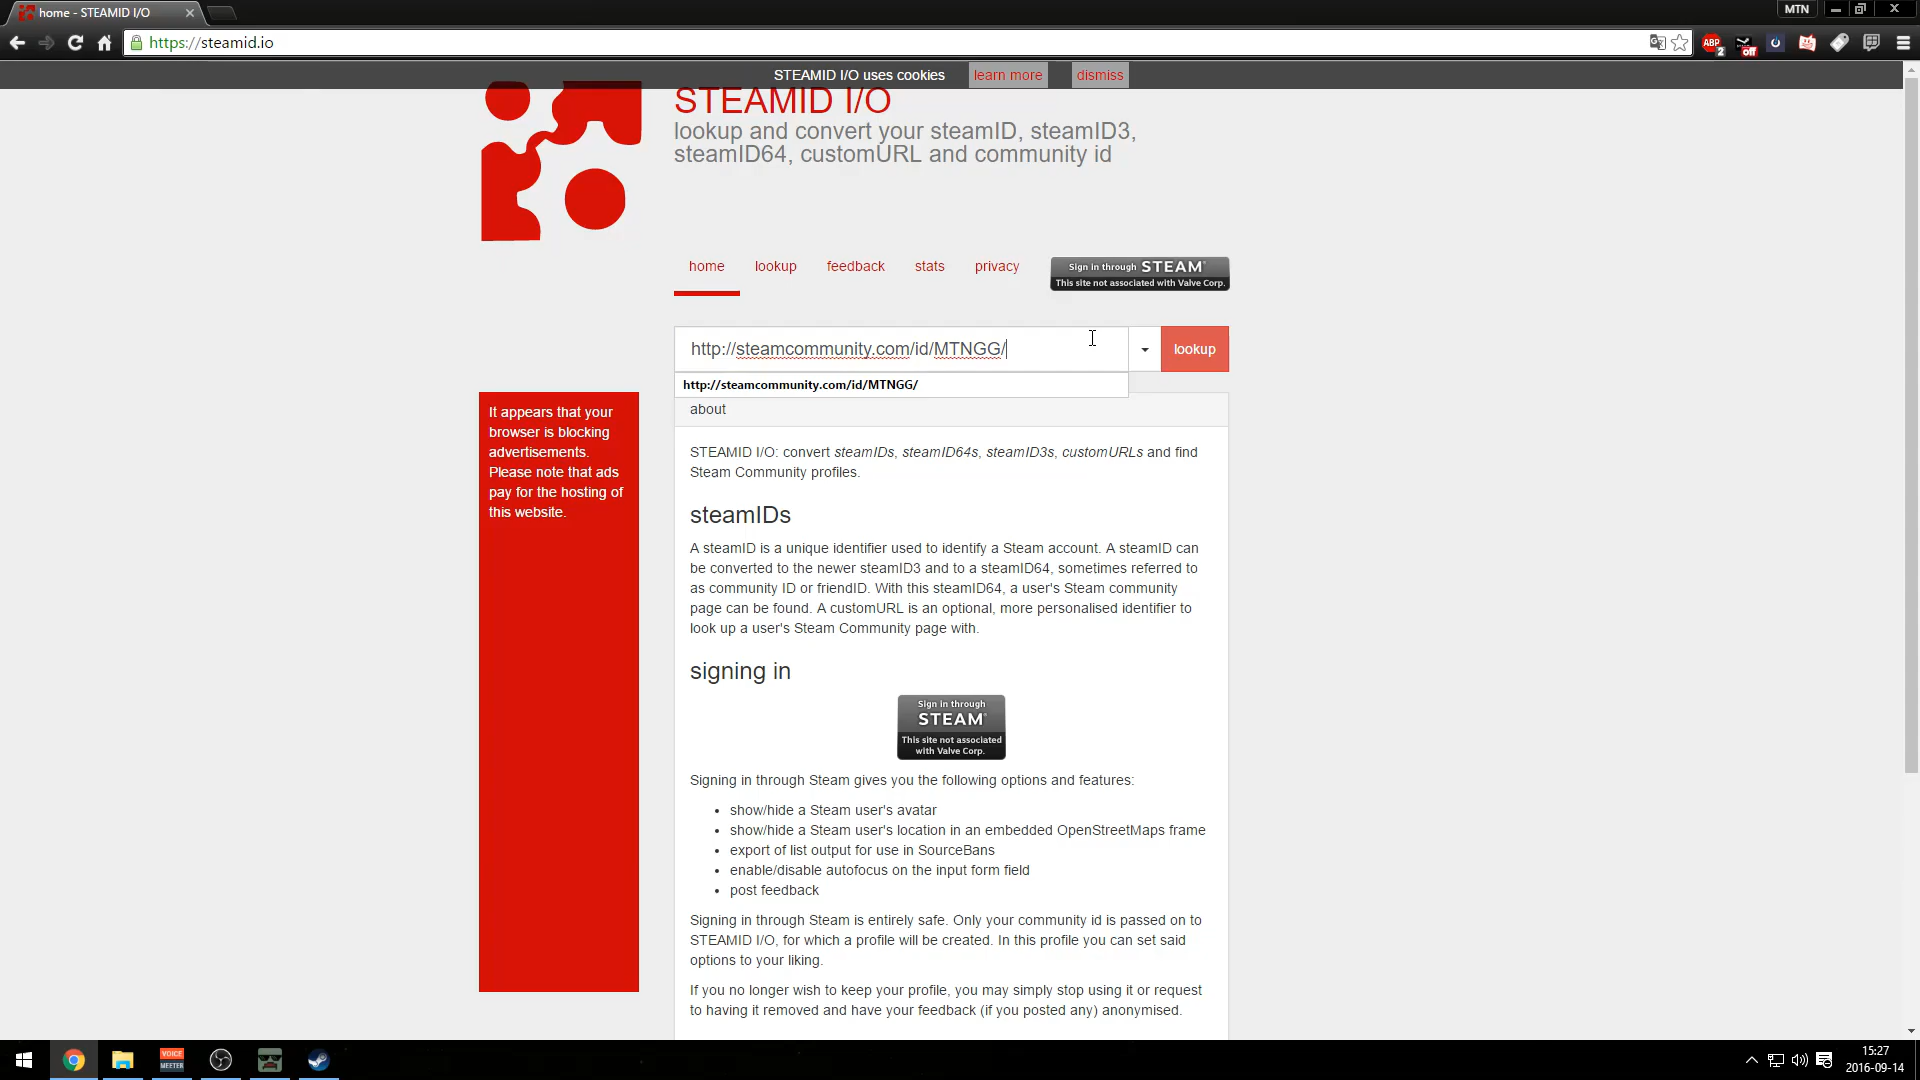 home - STEAMID I/O
MTN
https://steamid.io
ABP
2
off
STEAMID I/O uses cookies
learn more
dismiss
STEAMID I/O
lookup and convert your steamID, steamID3,
steamID64, customURL and community id
home
lookup
feedback
stats
privacy
Sign in through STEAM
This site not associated with Valve Corp.
http://steamcommunity.com/id/MTNGG/
lookup
http://steamcommunity.com/id/MTNGG/
It appears that your
browser is blocking
advertisements.
Please note that ads
pay for the hosting of
this website.
about
STEAMID I/O: convert steamIDs, steamID64s, steamID3s, customURLs and find
Steam Community profiles.
steamIDs
A steamID is a unique identifier used to identify a Steam account. A steamID can
be converted to the newer steamID3 and to a steamID64, sometimes referred to
as community ID or friendID. With this steamID64, a user's Steam community
page can be found. A customURL is an optional, more personalised identifier to
look up a user's Steam Community page with.
signing in
Sign in through
STEAM
This site not associated
with Valve Corp.
Signing in through Steam gives you the following options and features:
• show/hide a Steam user's avatar
• show/hide a Steam user's location in an embedded OpenStreetMaps frame
• export of list output for use in SourceBans
• enable/disable autofocus on the input form field
• post feedback
Signing in through Steam is entirely safe. Only your community id is passed on to
STEAMID I/O, for which a profile will be created. In this profile you can set said
options to your liking.
If you no longer wish to keep your profile, you may simply stop using it or request
to having it removed and have your feedback (if you posted any) anonymised.
VOICE
MEETER
15:27
2016-09-14